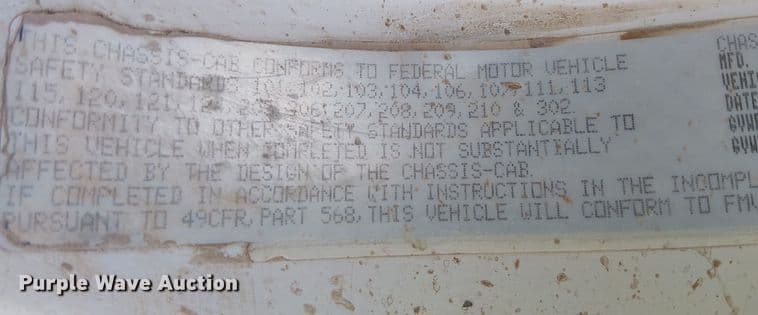 THIS CHASSIS-CAB CONFORMS TO FEDERAL MOTOR VEHICLE
SAFETY STANDARDS 101, 102, 103, 104, 106, 107, 111, 113
115, 120, 121, 206, 207, 208, 209, 210 & 302
CONFORMITY TO OTHER SAFETY STANDARDS APPLICABLE TO
THIS VEHICLE WHEN COMPLETED IS NOT SUBSTANTIALLY
AFFECTED BY THE DESIGN OF THE CHASSIS-CAB.
IF COMPLETED IN ACCORDANCE WITH INSTRUCTIONS IN THE INCOMPL
PURSUANT TO 49CFR, PART 568, THIS VEHICLE WILL CONFORM TO FMV
CHAS
MFD.
VEHI
DATE
GVWR
GVW
Purple Wave Auction